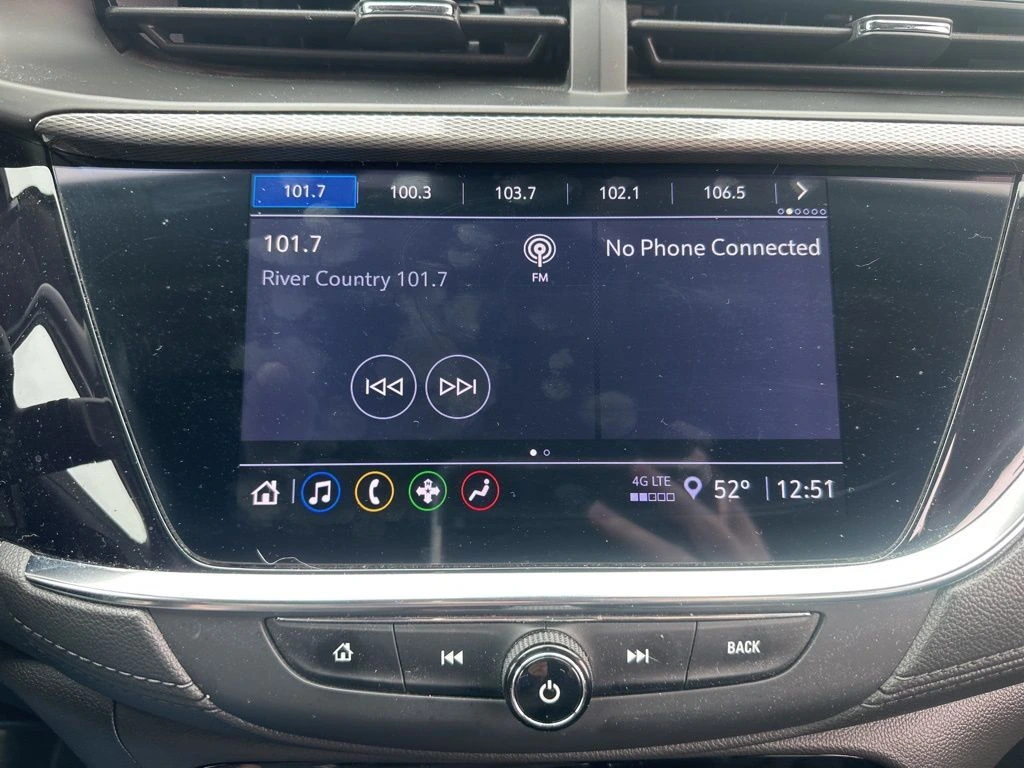 101.7 100.3 103.7 102.1 106.5
101.7
River Country 101.7
FM
No Phone Connected
4G LTE 52° 12:51
BACK